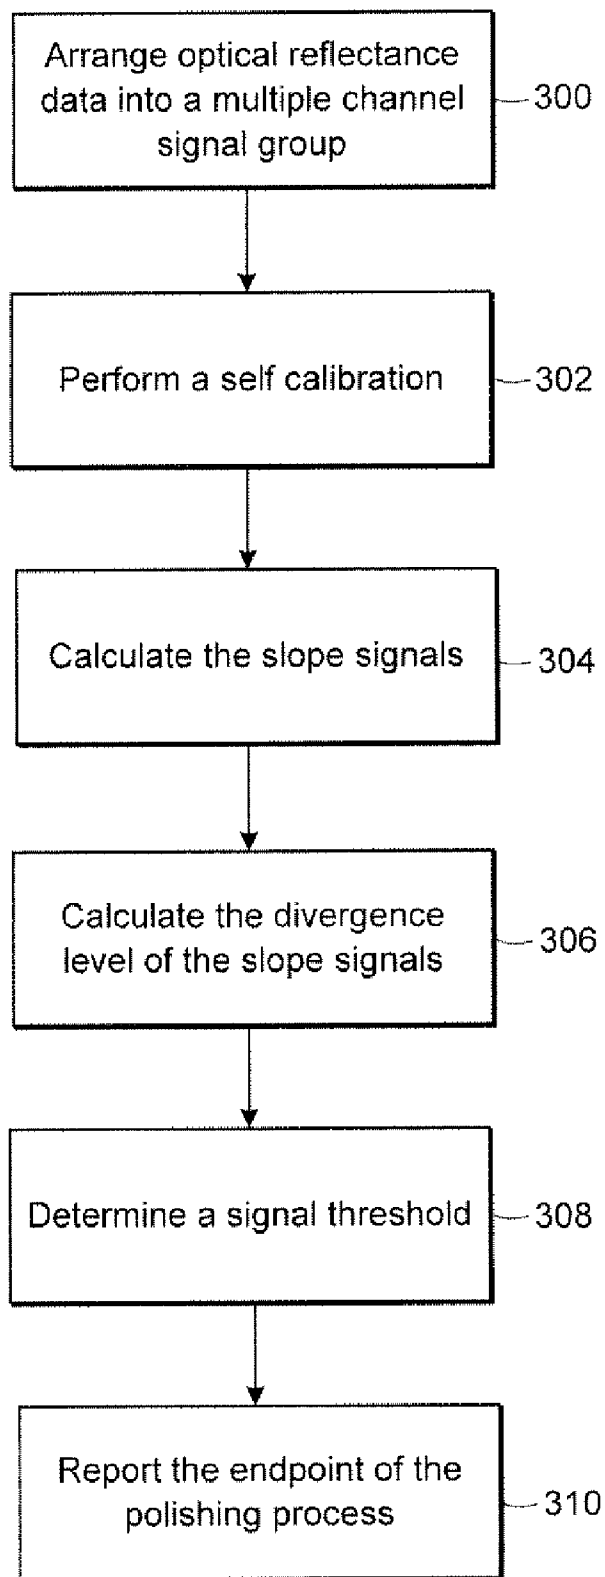 Arrange optical reflectance
data into a multiple channel
signal group
300
Perform a self calibration
302
Calculate the slope signals
304
Calculate the divergence
level of the slope signals
306
Determine a signal threshold
308
Report the endpoint of the
polishing process
310